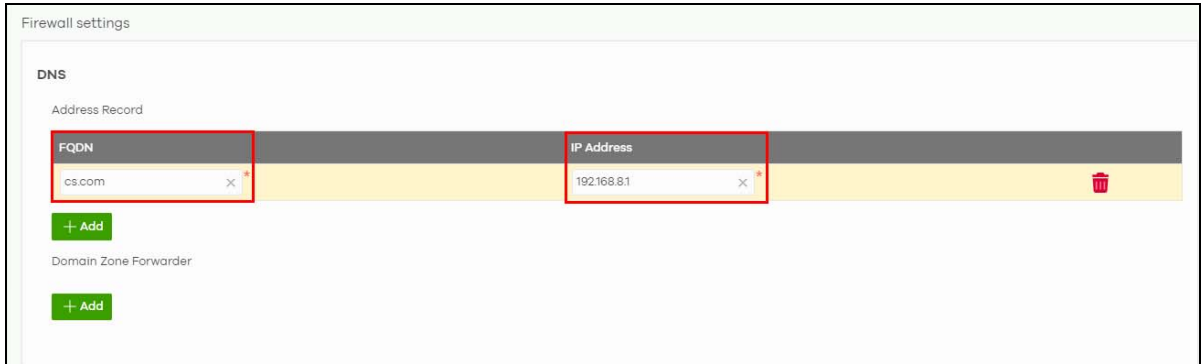 Firewall settings
DNS
Address Record
FQDN IP Address
cs.com × * 192.168.8.1 × *
+ Add
Domain Zone Forwarder
+ Add